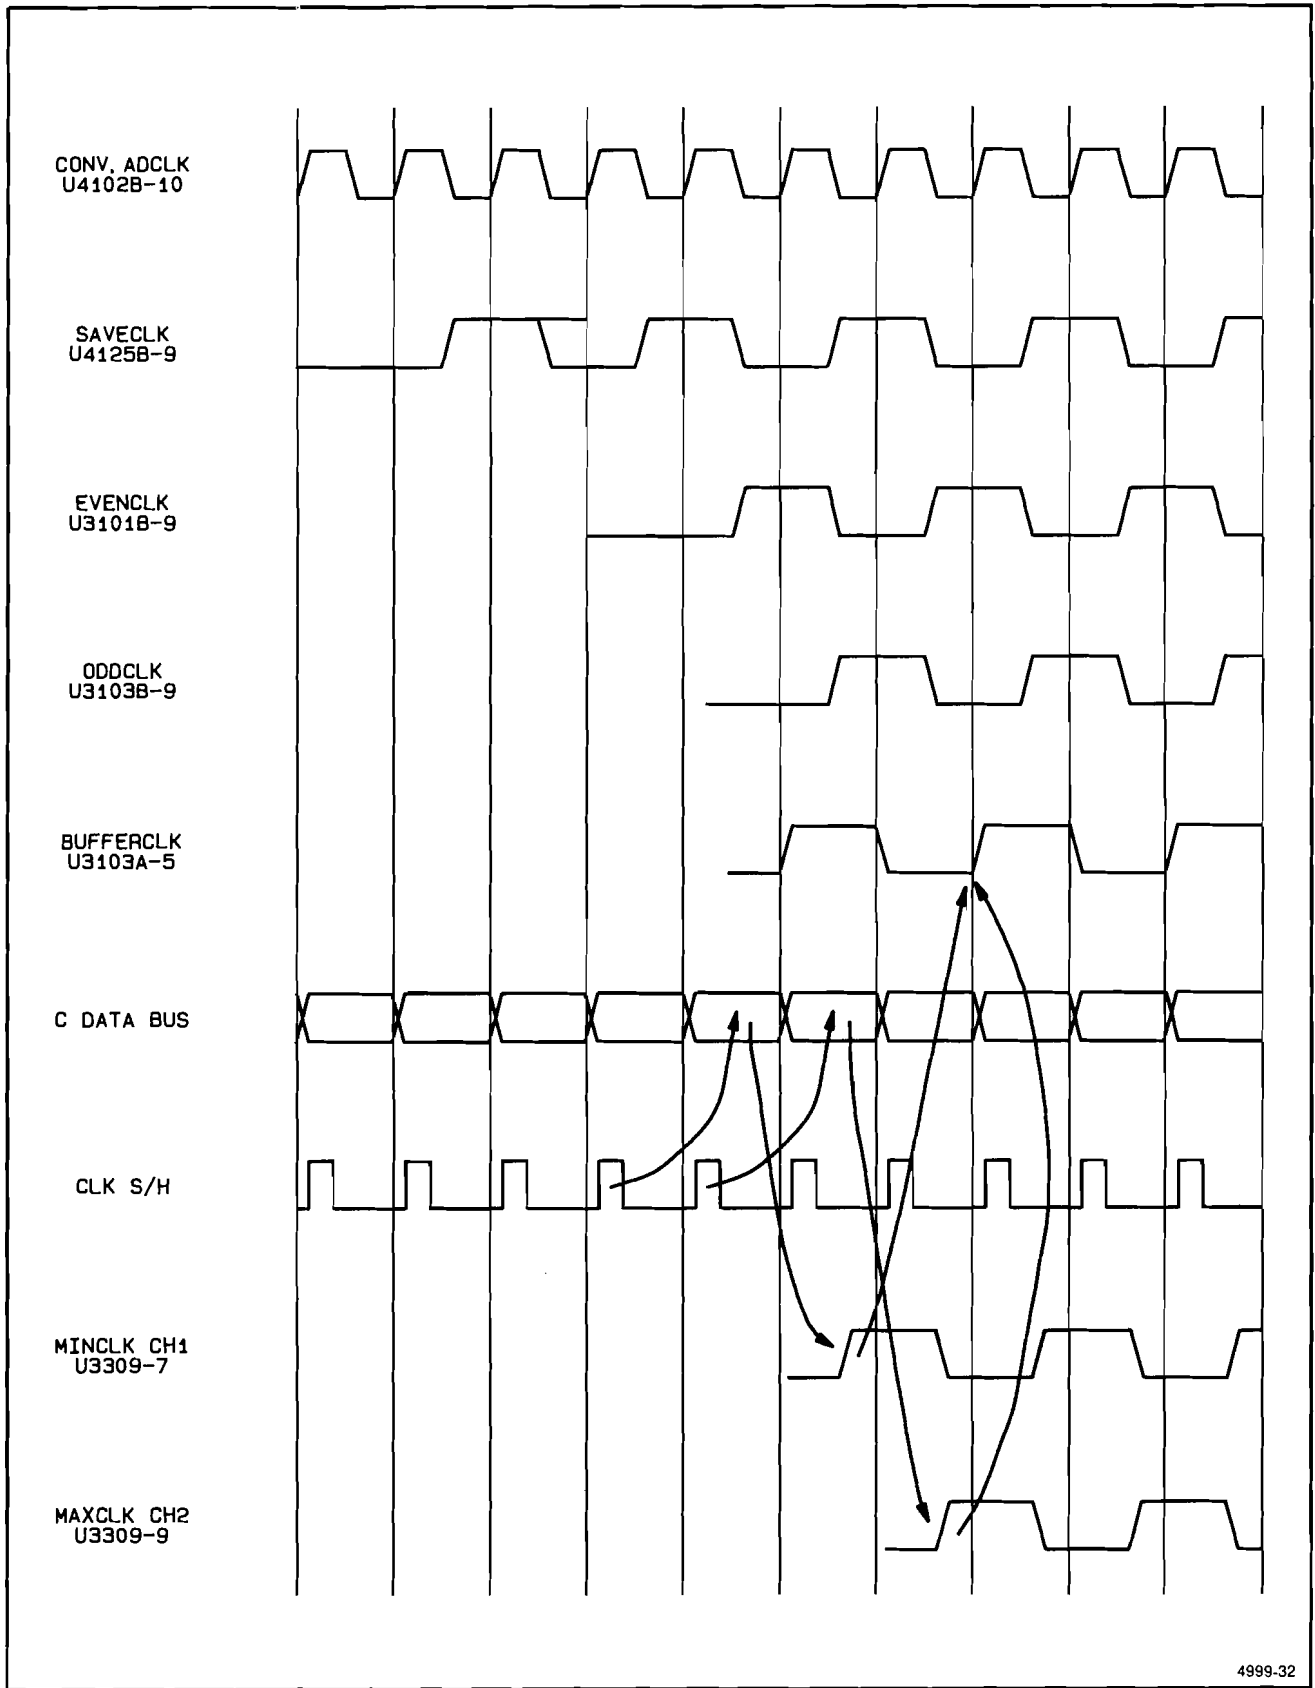 CONV, ADCLK
U4102B-10
SAVECLK
U4125B-9
EVENCLK
U3101B-9
ODDCLK
U3103B-9
BUFFERCLK
U3103A-5
C DATA BUS
CLK S/H
MINCLK CH1
U3309-7
MAXCLK CH2
U3309-9
4999-32